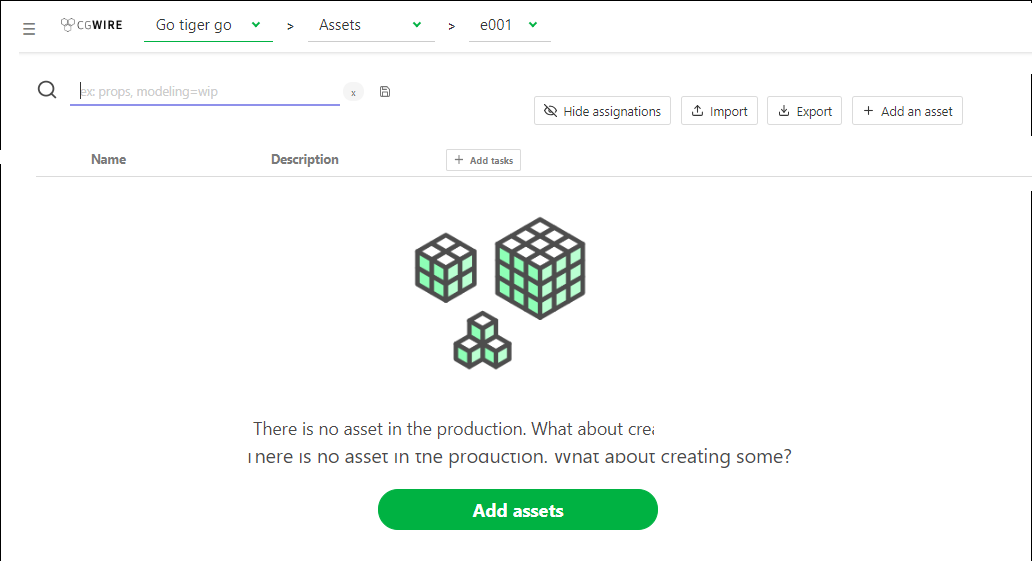 CGWIRE Go tiger go > Assets > e001
ex: props, modeling=wip x
Hide assignations Import Export + Add an asset
Name Description + Add tasks
There is no asset in the production. What about crea
There is no asset in the production. What about creating some?
Add assets